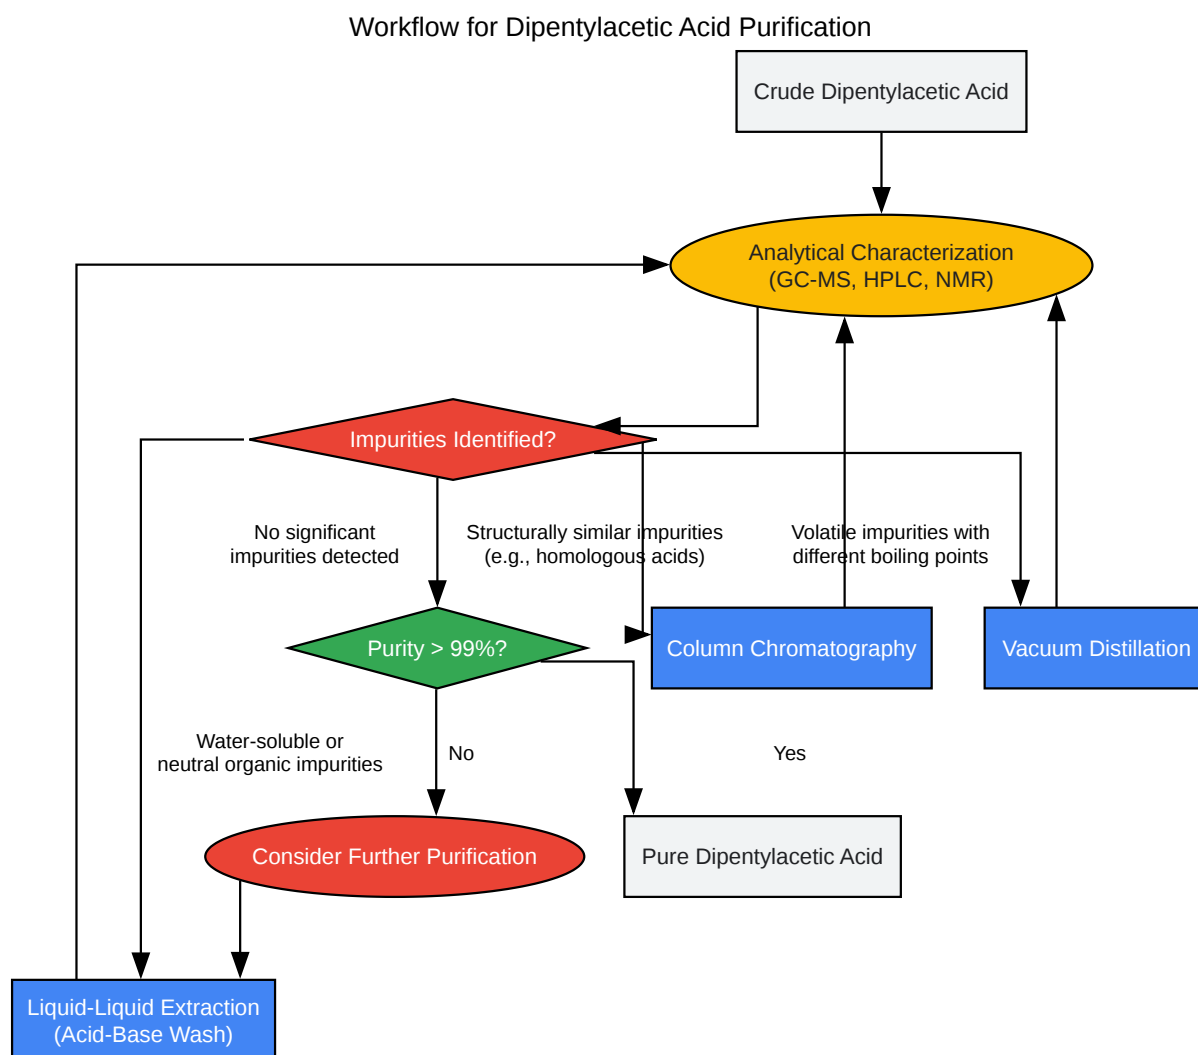 Workflow for Dipentylacetic Acid Purification
Crude Dipentylacetic Acid
Analytical Characterization
(GC-MS, HPLC, NMR)
Impurities Identified?
No significant
impurities detected
Structurally similar impurities
(e.g., homologous acids)
Volatile impurities with
different boiling points
Purity > 99%?
Column Chromatography
Vacuum Distillation
Water-soluble or
neutral organic impurities
No
Yes
Consider Further Purification
Pure Dipentylacetic Acid
Liquid-Liquid Extraction
(Acid-Base Wash)